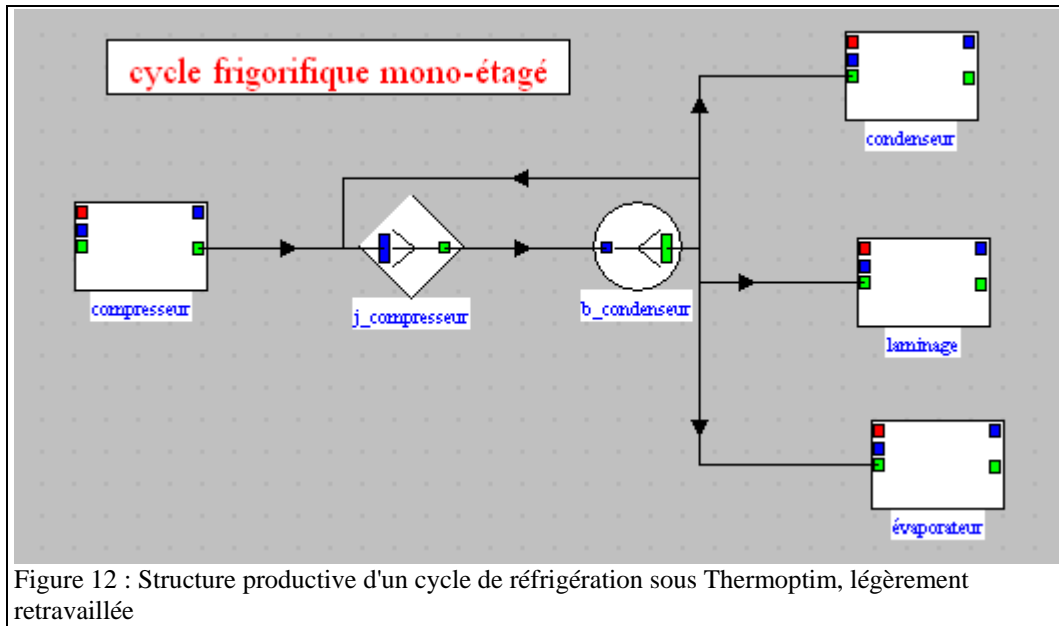 cycle frigorifique mono-étagé
condenseur
compresseur
j_compresseur
b_condenseur
laminage
évaporateur
Figure 12 : Structure productive d'un cycle de réfrigération sous Thermoptim, légèrement
retravaillée